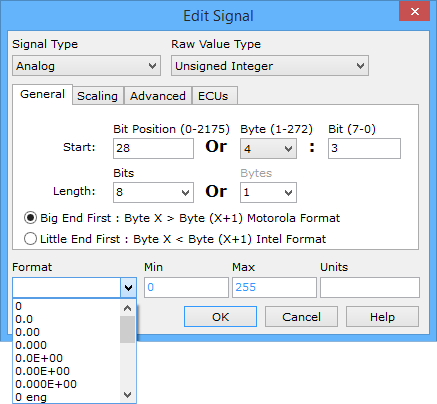 Edit Signal
Signal Type Raw Value Type
Analog Unsigned Integer
General Scaling Advanced ECUs
Bit Position (0-2175) Byte (1-272) Bit (7-0)
Start: 28 Or 4 : 3
Bits Bytes
Length: 8 Or 1
Big End First : Byte X > Byte (X+1) Motorola Format
Little End First : Byte X < Byte (X+1) Intel Format
Format Min Max Units
0 255
OK Cancel Help
0
0.0
0.00
0.000
0.0E+00
0.00E+00
0.000E+00
0 eng